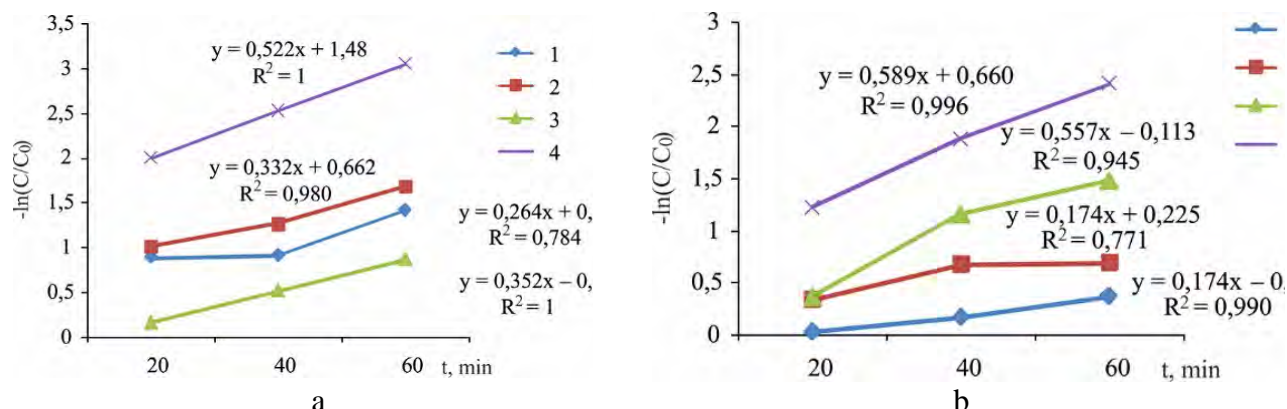 3,5
3
2,5
2
1,5
1
0,5
0
-ln(C/C0)
y = 0,522x + 1,48
R2 = 1
y = 0,332x + 0,662
R2 = 0,980
y = 0,264x + 0,
R2 = 0,784
y = 0,352x – 0,
R2 = 1
1
2
3
4
20 40 60 t, min
a
3
2,5
2
1,5
1
0,5
0
-ln(C/C0)
y = 0,589x + 0,660
R2 = 0,996
y = 0,557x – 0,113
R2 = 0,945
y = 0,174x + 0,225
R2 = 0,771
y = 0,174x – 0,
R2 = 0,990
20 40 60 t, min
b